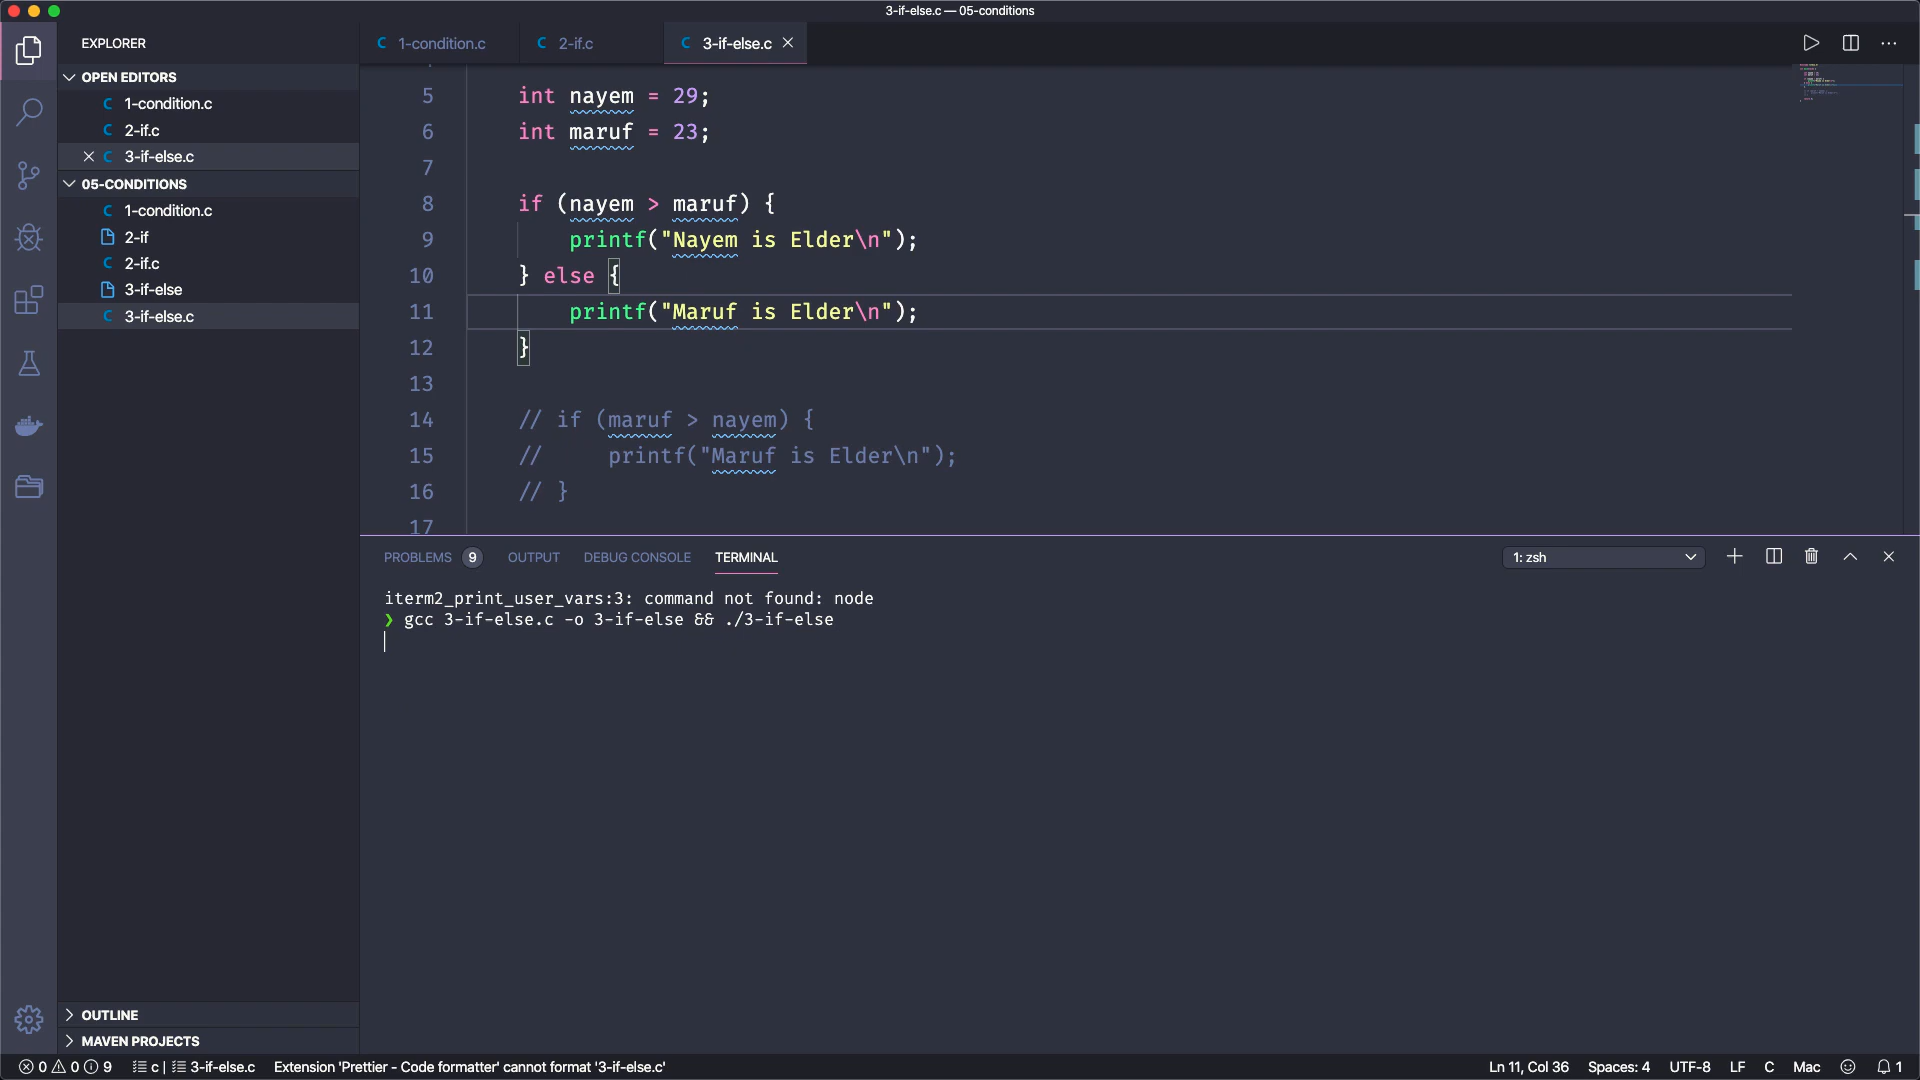 3-if-else.c — 05-conditions
EXPLORER
OPEN EDITORS
C 1-condition.c
C 2-if.c
C 3-if-else.c
05-CONDITIONS
C 1-condition.c
2-if
C 2-if.c
3-if-else
C 3-if-else.c
OUTLINE
MAVEN PROJECTS
C 1-condition.c
C 2-if.c
C 3-if-else.c
5 int nayem = 29;
6 int maruf = 23;
7
8 if (nayem > maruf) {
9 printf("Nayem is Elder\n");
10 } else {
11 printf("Maruf is Elder\n");
12 }
13
14 // if (maruf > nayem) {
15 // printf("Maruf is Elder\n");
16 // }
17
PROBLEMS 9 OUTPUT DEBUG CONSOLE TERMINAL 1: zsh
iterm2_print_user_vars:3: command not found: node
❯ gcc 3-if-else.c -o 3-if-else && ./3-if-else
0 0 9 c | 3-if-else.c Extension 'Prettier - Code formatter' cannot format '3-if-else.c' Ln 11, Col 36 Spaces: 4 UTF-8 LF C Mac 1